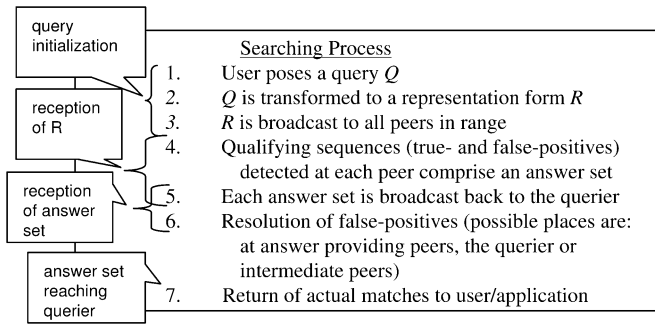 query
initialization
reception
of R
reception
of answer
set
answer set
reaching
querier
Searching Process
1. User poses a query Q
2. Q is transformed to a representation form R
3. R is broadcast to all peers in range
4. Qualifying sequences (true- and false-positives)
detected at each peer comprise an answer set
5. Each answer set is broadcast back to the querier
6. Resolution of false-positives (possible places are:
at answer providing peers, the querier or
intermediate peers)
7. Return of actual matches to user/application